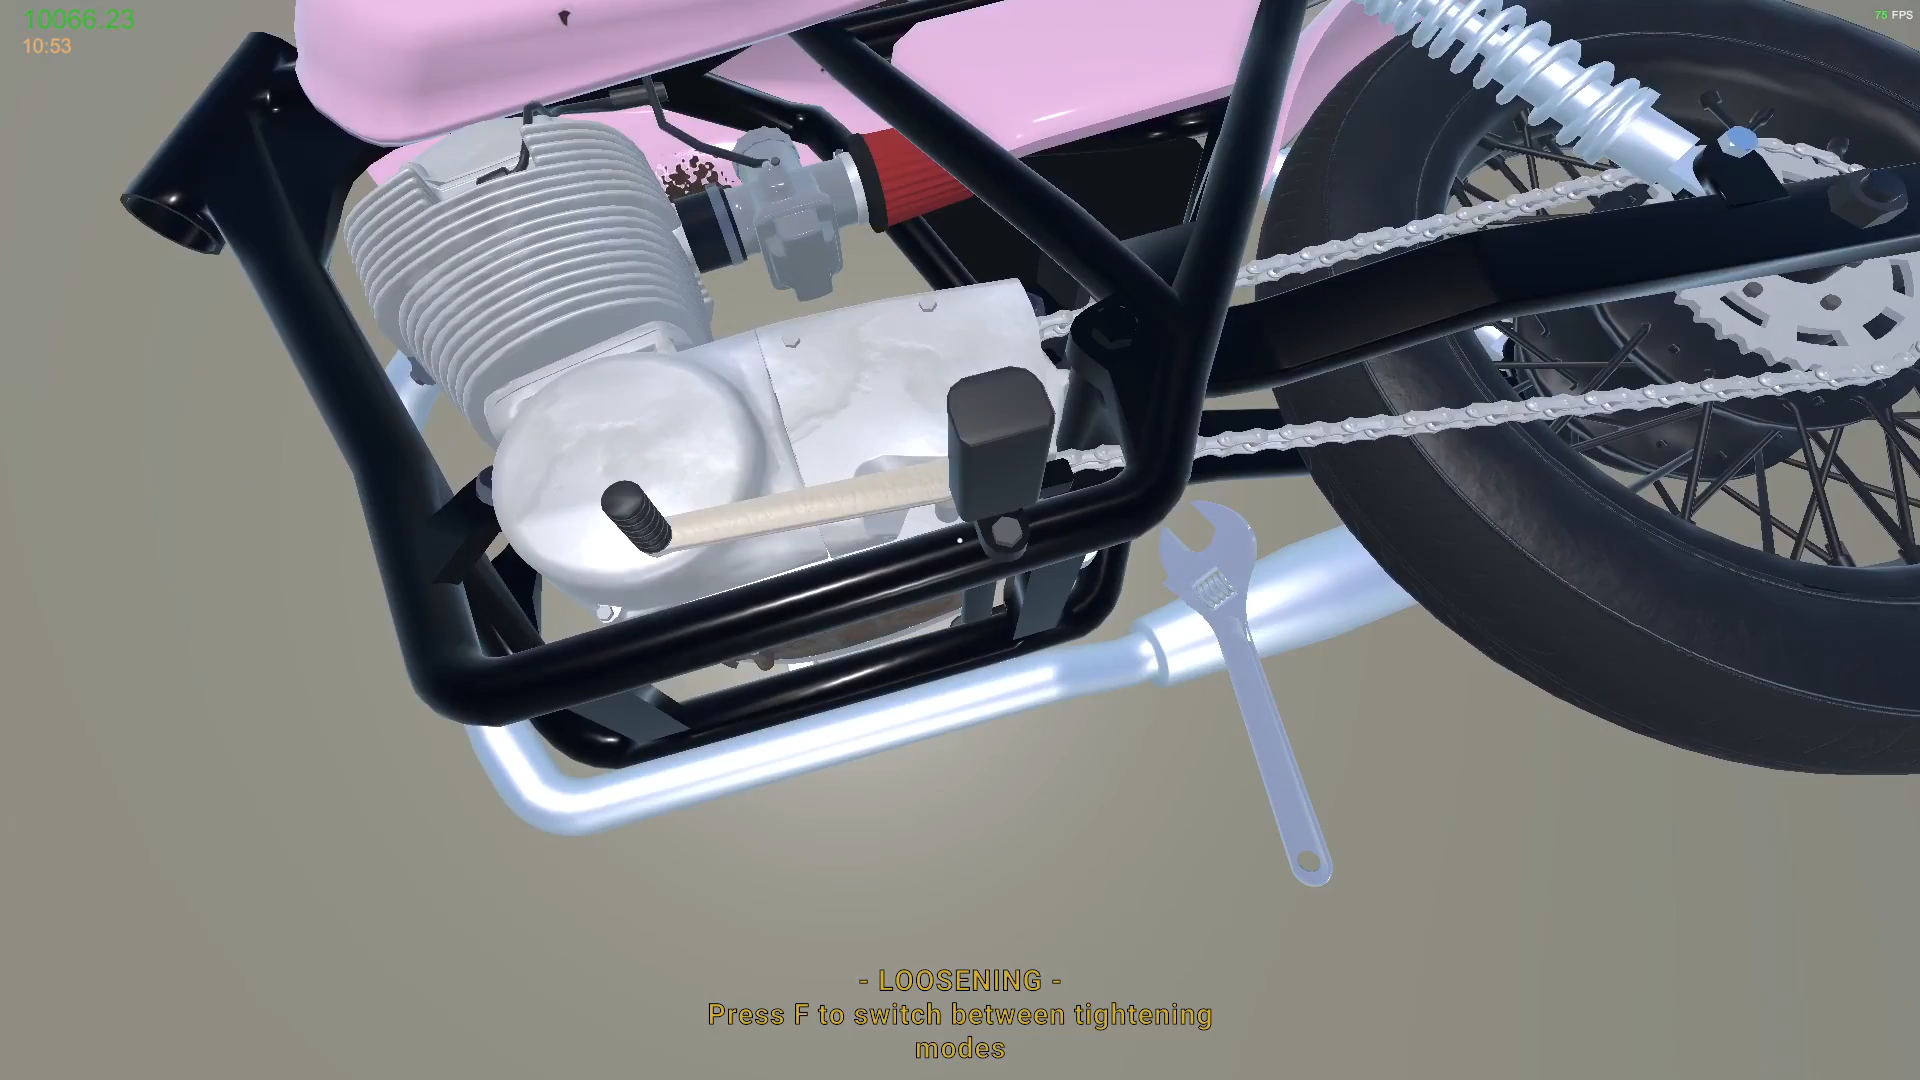 10066.23
75 FPS
10:53
- LOOSENING -
Press F to switch between tightening
modes